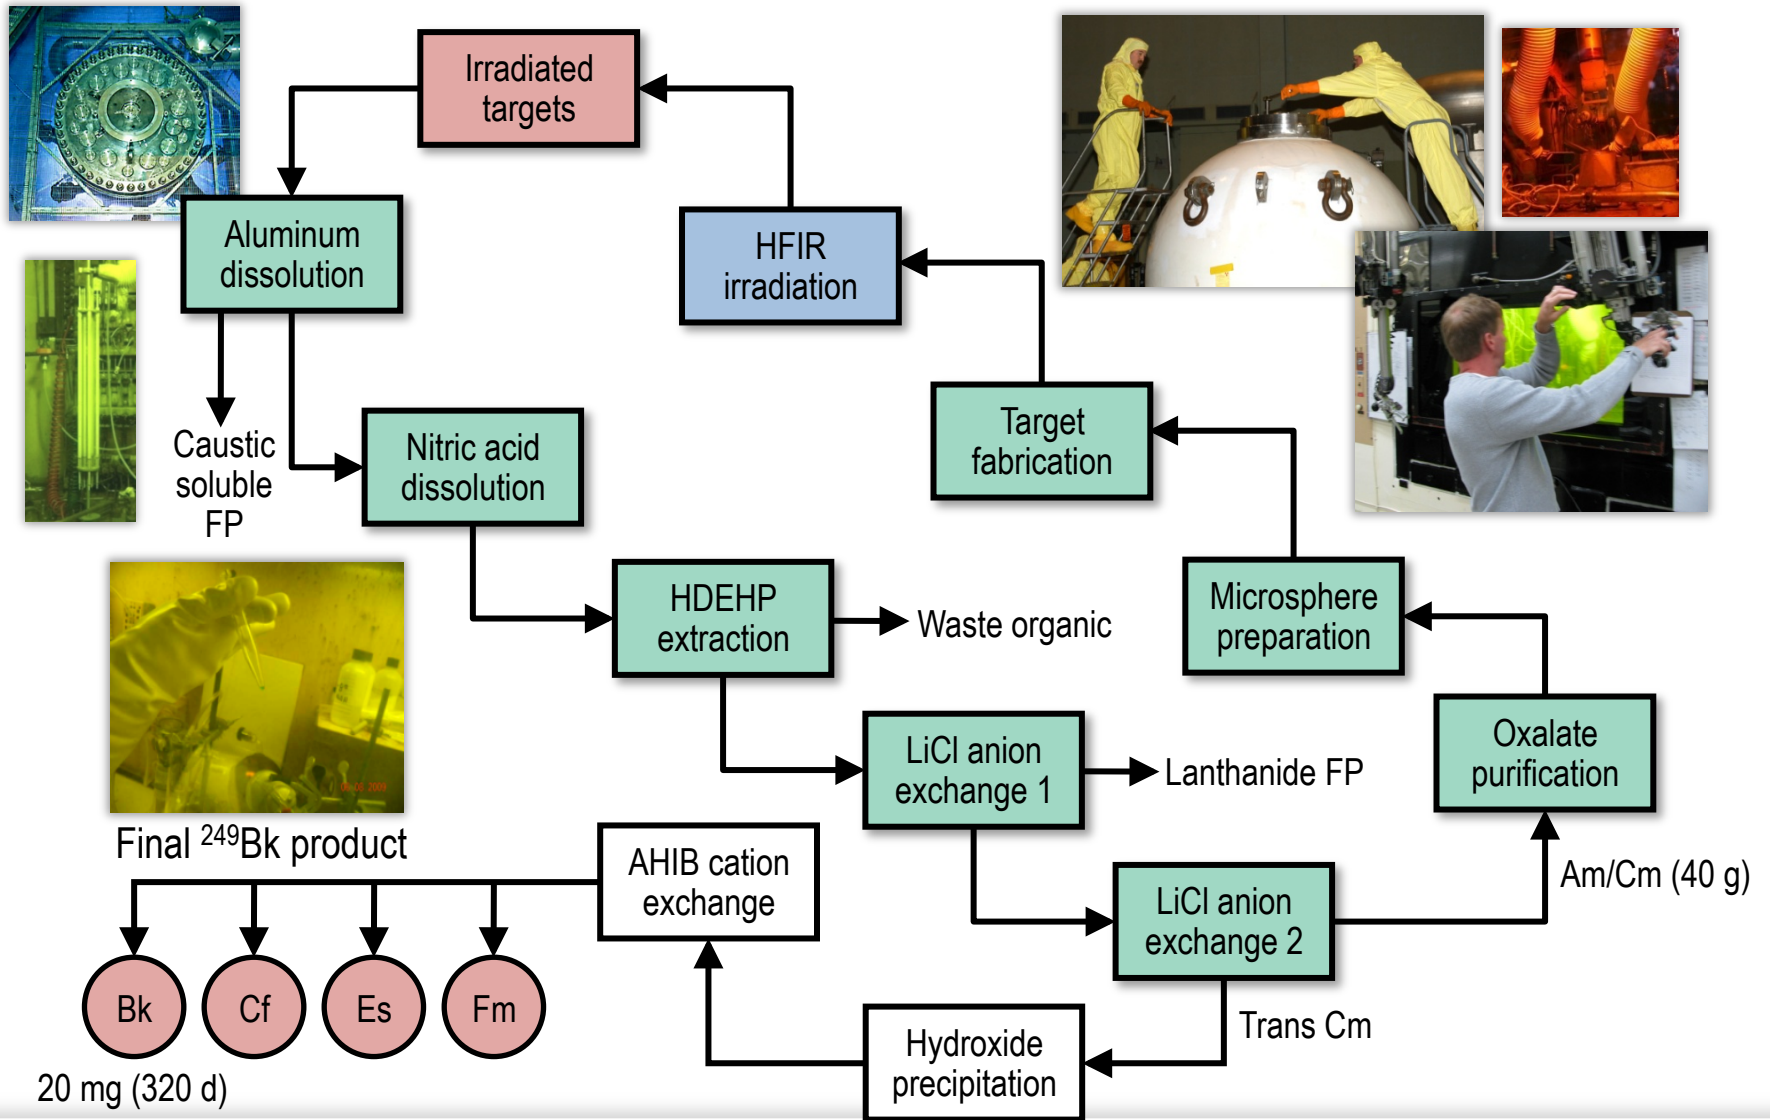 Irradiated
targets
Aluminum
dissolution
HFIR
irradiation
Caustic
soluble
FP
Nitric acid
dissolution
Target
fabrication
HDEHP
extraction
Waste organic
Microsphere
preparation
LiCl anion
exchange 1
Lanthanide FP
Oxalate
purification
Final ²⁴⁹Bk product
AHIB cation
exchange
LiCl anion
exchange 2
Am/Cm (40 g)
Bk
Cf
Es
Fm
Trans Cm
Hydroxide
precipitation
20 mg (320 d)